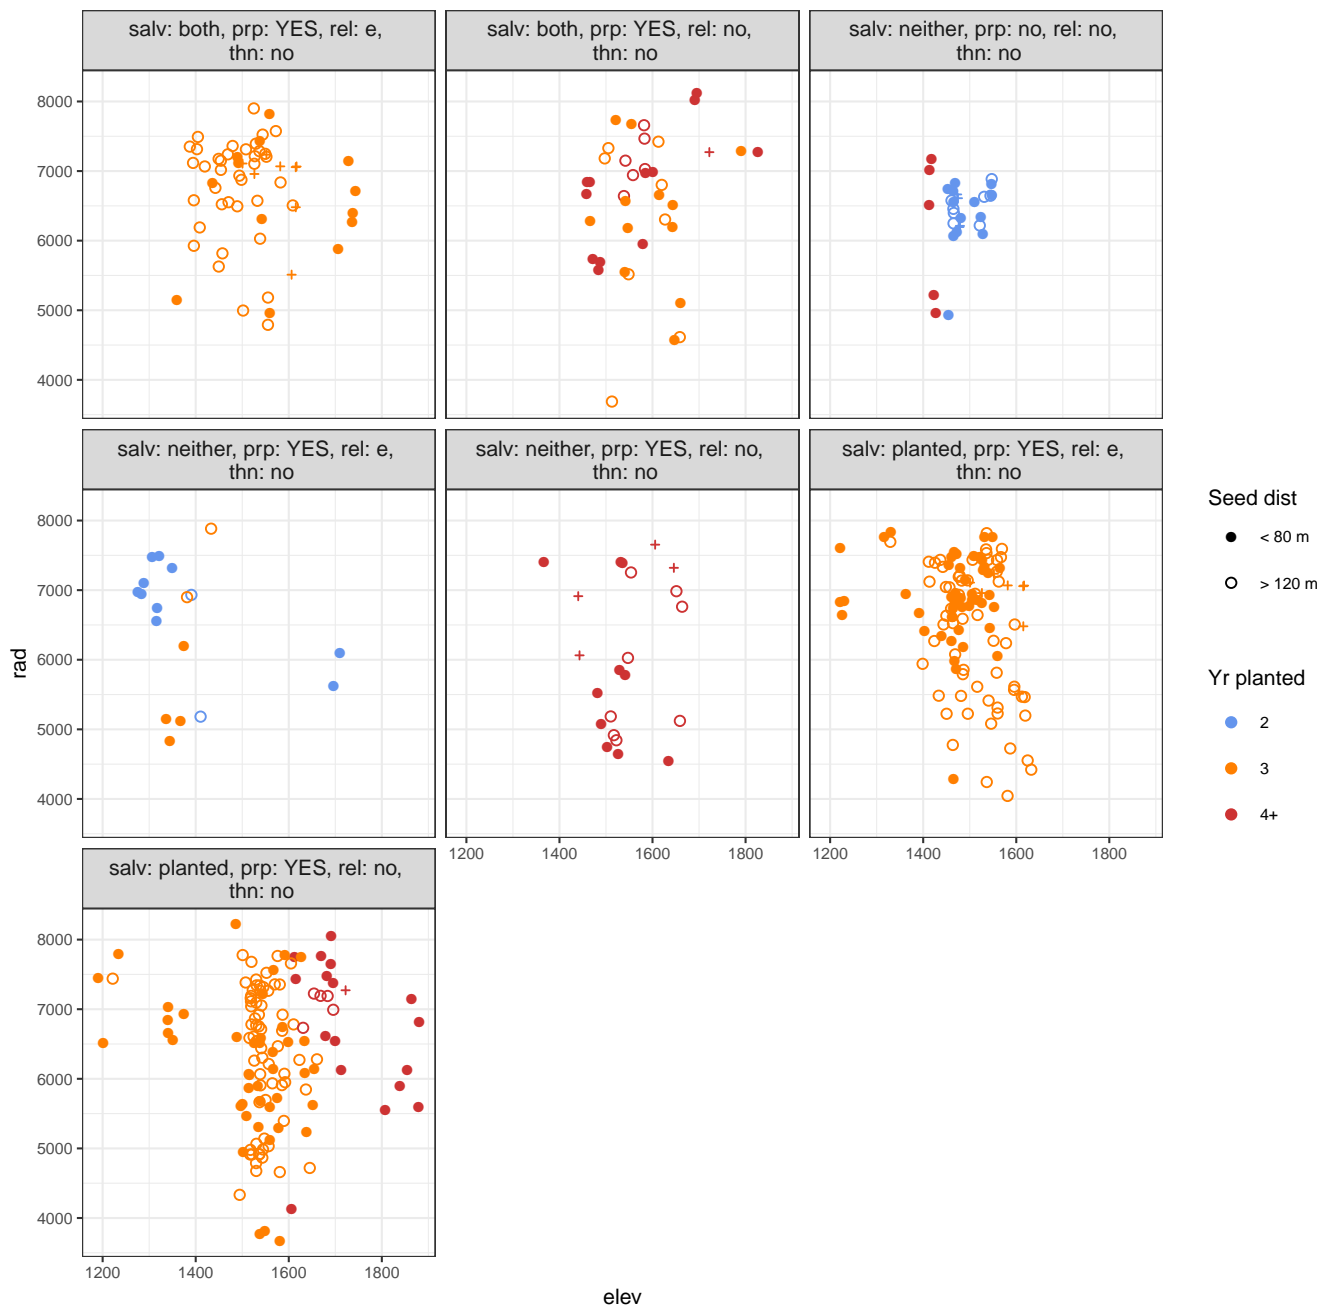 salv: both, prp: YES, rel: e,
thn: no
salv: both, prp: YES, rel: no,
thn: no
salv: neither, prp: no, rel: no,
thn: no
8000
7000
6000
5000
4000
salv: neither, prp: YES, rel: e,
thn: no
salv: neither, prp: YES, rel: no,
thn: no
salv: planted, prp: YES, rel: e,
thn: no
8000
7000
6000
5000
4000
1200 1400 1600 1800
1200 1400 1600 1800
salv: planted, prp: YES, rel: no,
thn: no
8000
7000
6000
5000
4000
1200 1400 1600 1800
elev
rad
Seed dist
< 80 m
> 120 m
Yr planted
2
3
4+